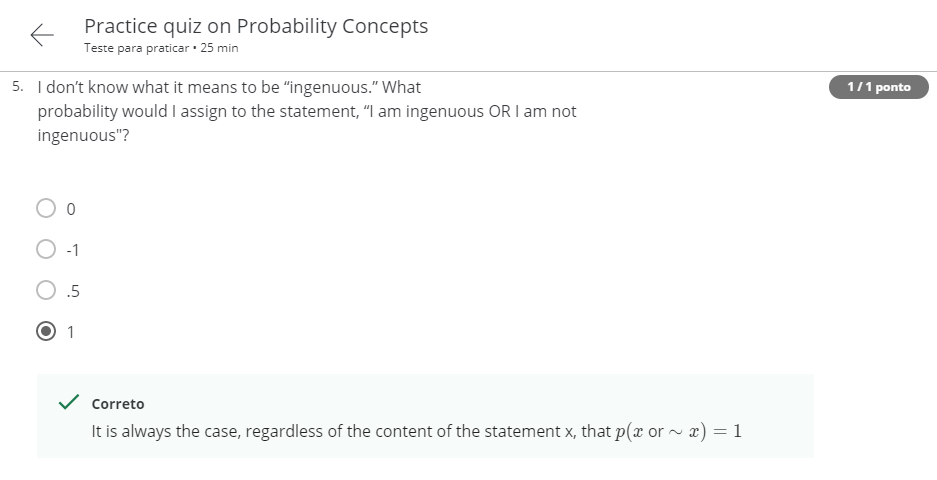 Practice quiz on Probability Concepts
Teste para praticar • 25 min
5. I don't know what it means to be “ingenuous.” What
1 / 1 ponto
probability would I assign to the statement, “I am ingenuous OR I am not
ingenuous"?
0
-1
.5
1
Correto
It is always the case, regardless of the content of the statement x, that p(x or ∼ x) = 1